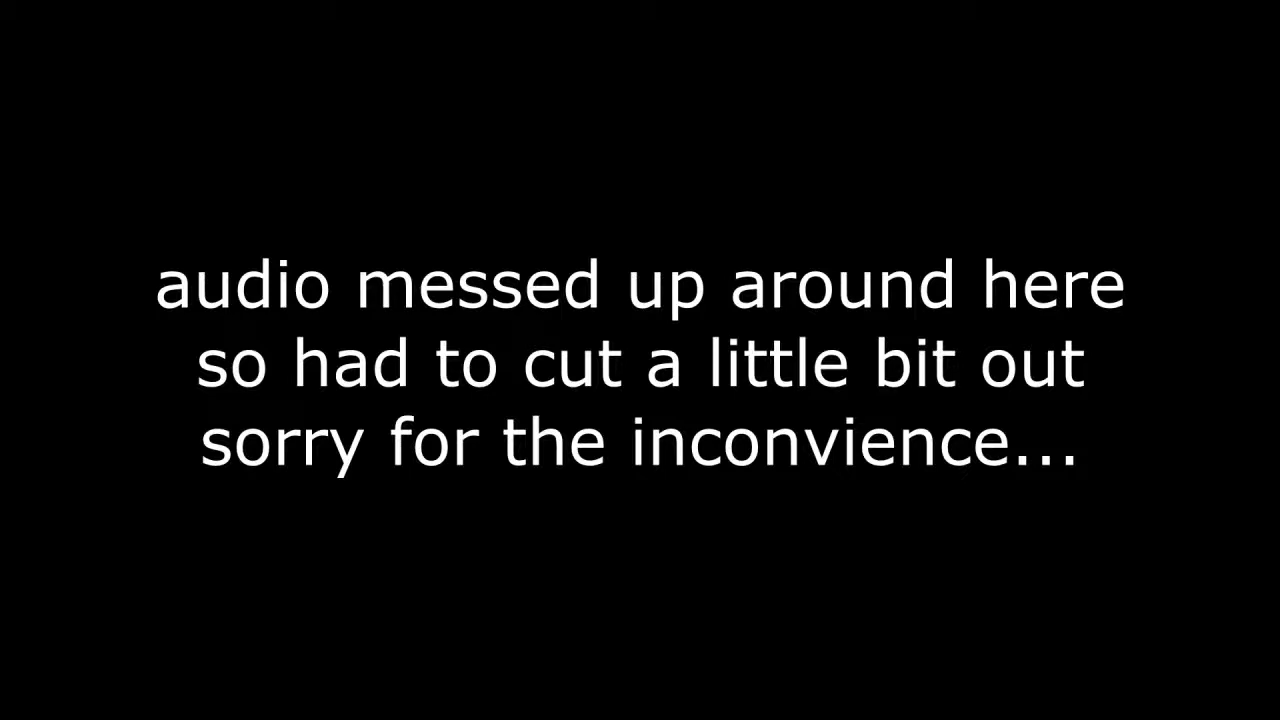 audio messed up around here
so had to cut a little bit out
sorry for the inconvience...